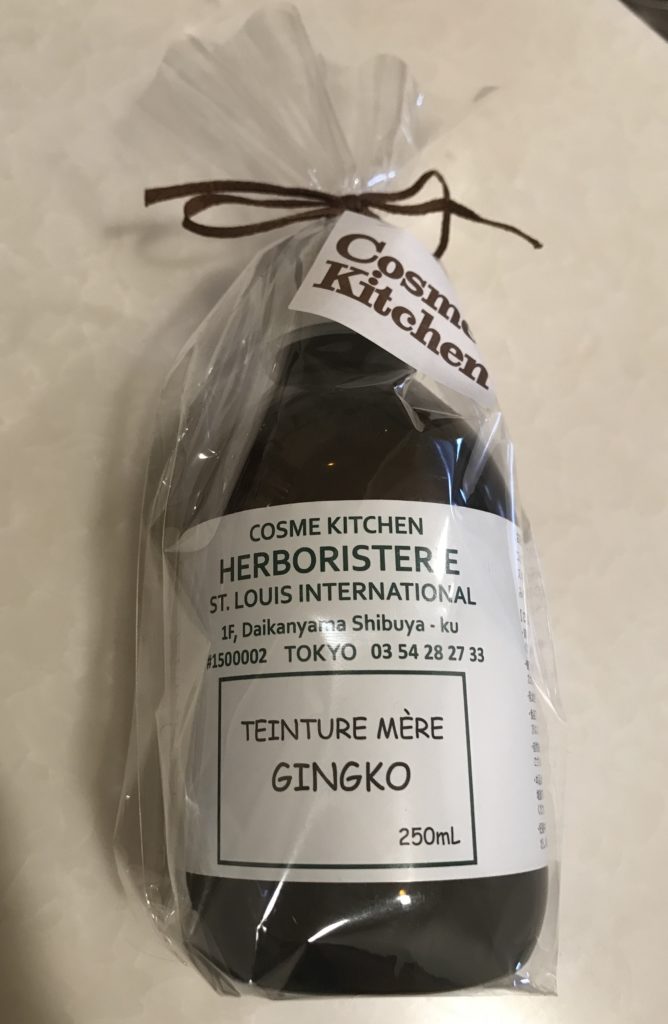 Cosme
Kitchen
COSME KITCHEN
HERBORISTERIE
ST. LOUIS INTERNATIONAL
1F, Daikanyama Shibuya - ku
#1500002 TOKYO 03 54 28 27 33
TEINTURE MÈRE
GINGKO
250mL